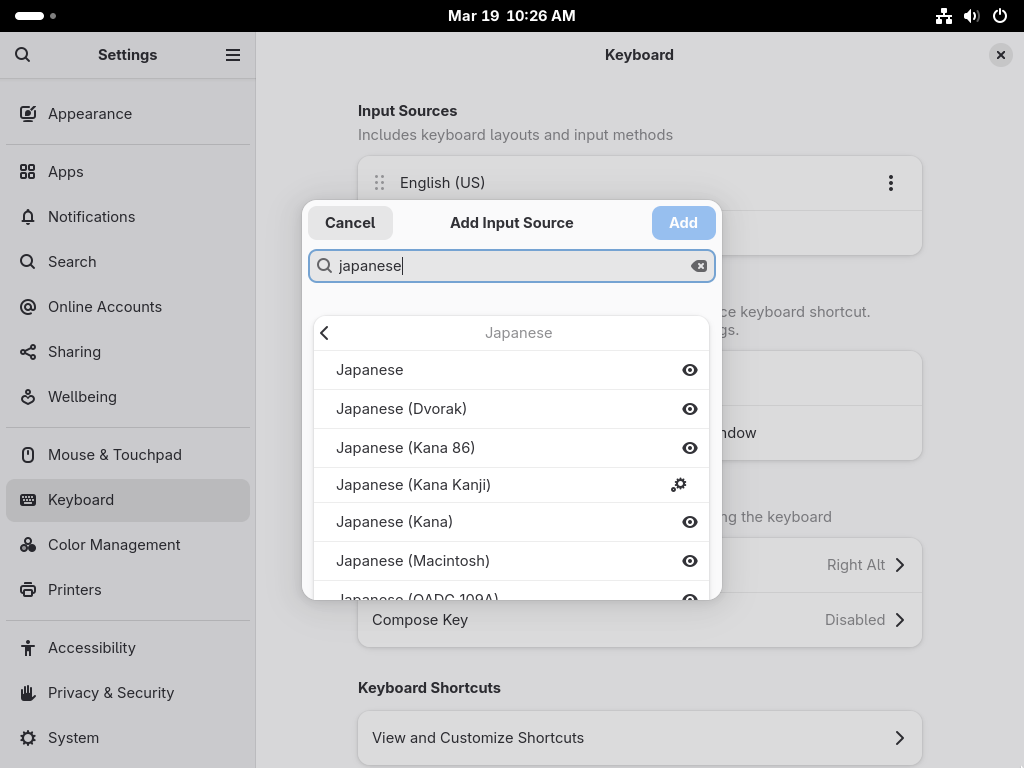 Mar 19 10:26 AM
Settings
Keyboard
Appearance
Apps
Notifications
Search
Online Accounts
Sharing
Wellbeing
Mouse & Touchpad
Keyboard
Color Management
Printers
Accessibility
Privacy & Security
System
Input Sources
Includes keyboard layouts and input methods
English (US)
Cancel
Add Input Source
Add
japanese
Japanese
Japanese
Japanese (Dvorak)
Japanese (Kana 86)
Japanese (Kana Kanji)
Japanese (Kana)
Japanese (Macintosh)
Japanese (OADG 109A)
ce keyboard shortcut.
gs.
ndow
ng the keyboard
Right Alt
Compose Key
Disabled
Keyboard Shortcuts
View and Customize Shortcuts